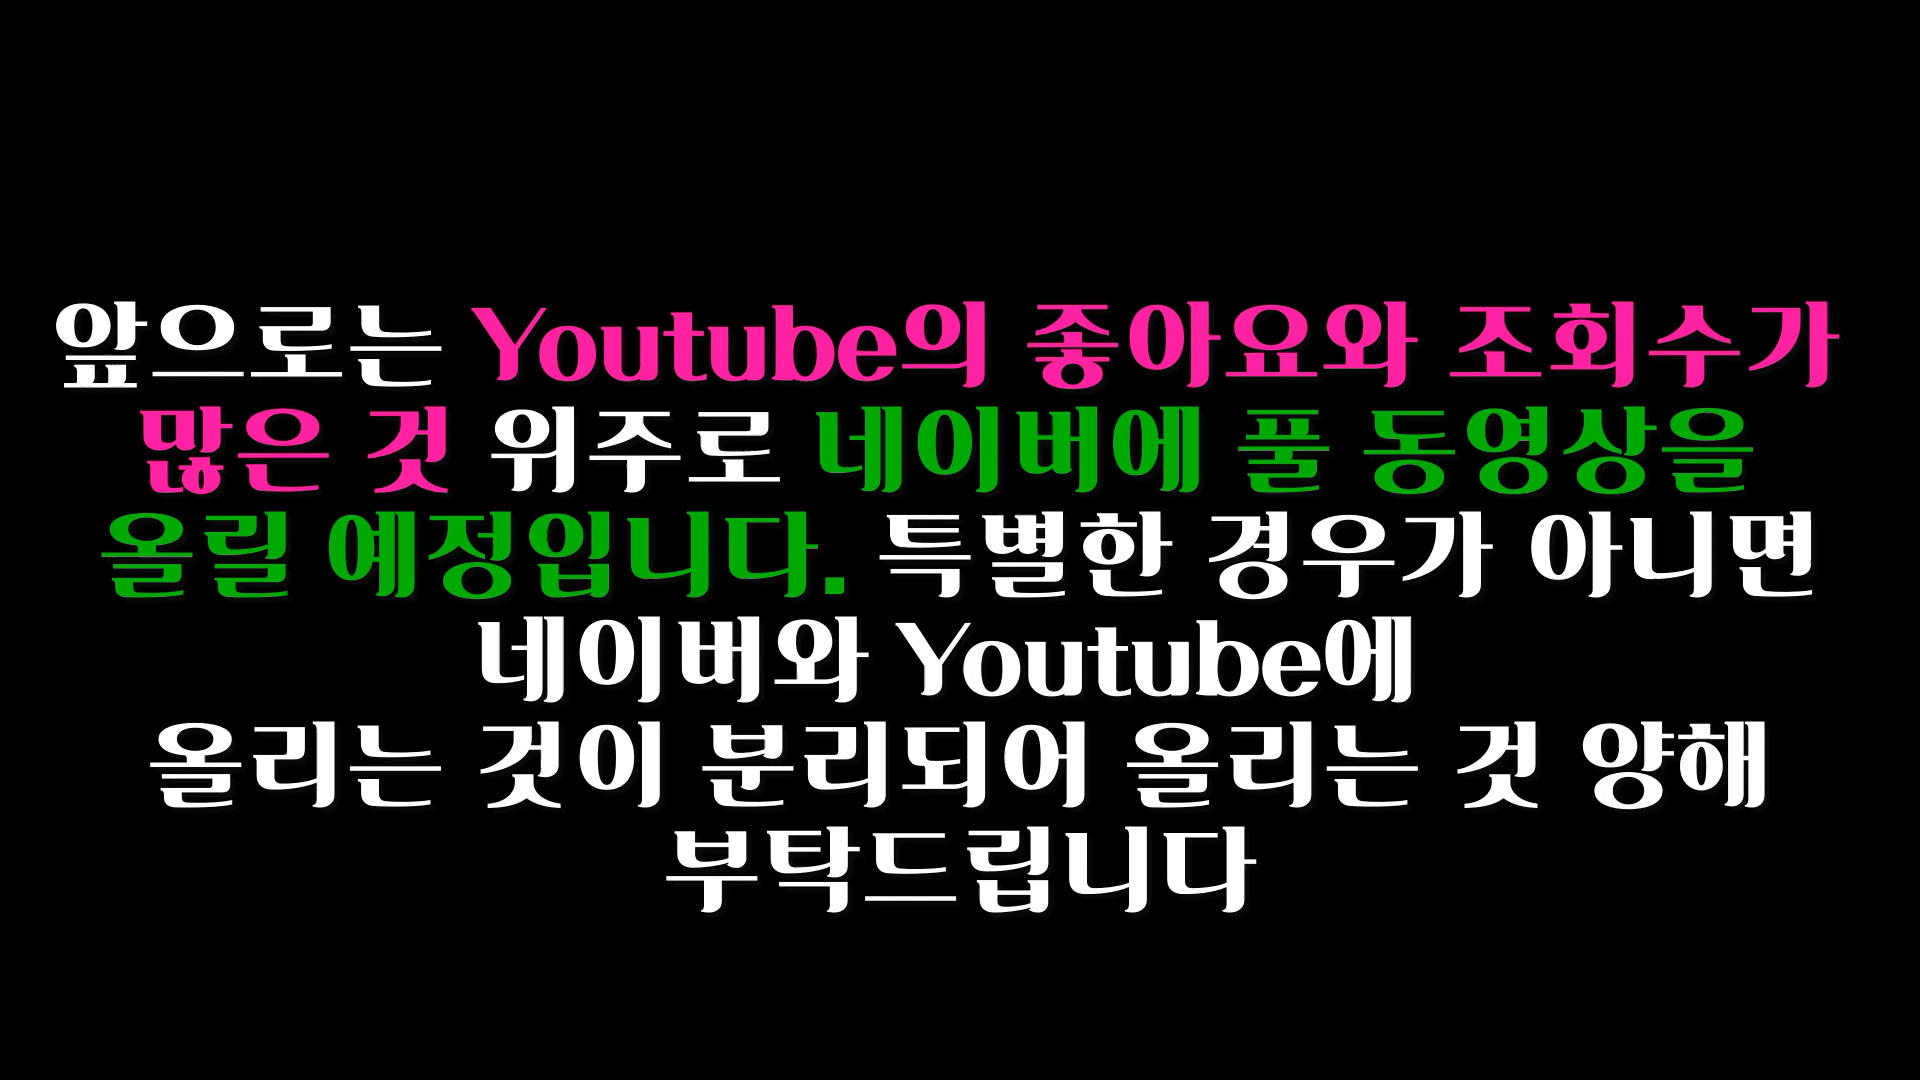 앞으로는 Youtube의 좋아요와 조회수가
많은 것 위주로 네이버에 풀 동영상을
올릴 예정입니다. 특별한 경우가 아니면
네이버와 Youtube에
올리는 것이 분리되어 올리는 것 양해
부탁드립니다